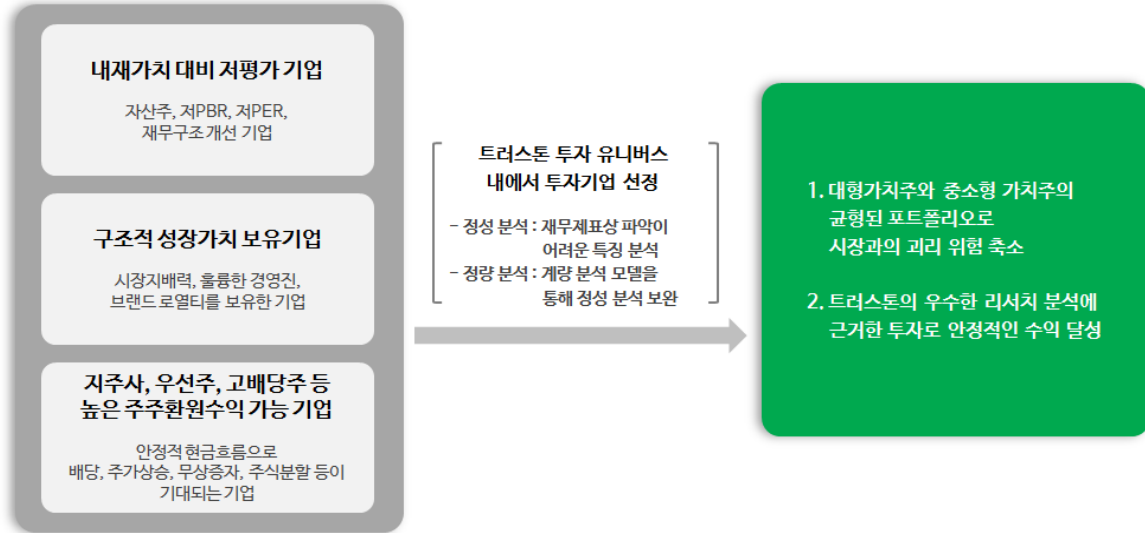 내재가치 대비 저평가 기업
자산주, 저PBR, 저PER,
재무구조 개선 기업
구조적 성장가치 보유기업
시장지배력, 훌륭한 경영진,
브랜드 로열티를 보유한 기업
지주사, 우선주, 고배당주 등
높은 주주환원수익 가능 기업
안정적 현금흐름으로
배당, 주가상승, 무상증자, 주식분할 등이
기대되는 기업
트러스톤 투자 유니버스
내에서 투자기업 선정
- 정성 분석 : 재무제표상 파악이
어려운 특징 분석
- 정량 분석 : 계량 분석 모델을
통해 정성 분석 보완
1. 대형가치주와 중소형 가치주의
균형된 포트폴리오로
시장과의 괴리 위험 축소
2. 트러스톤의 우수한 리서치 분석에
근거한 투자로 안정적인 수익 달성